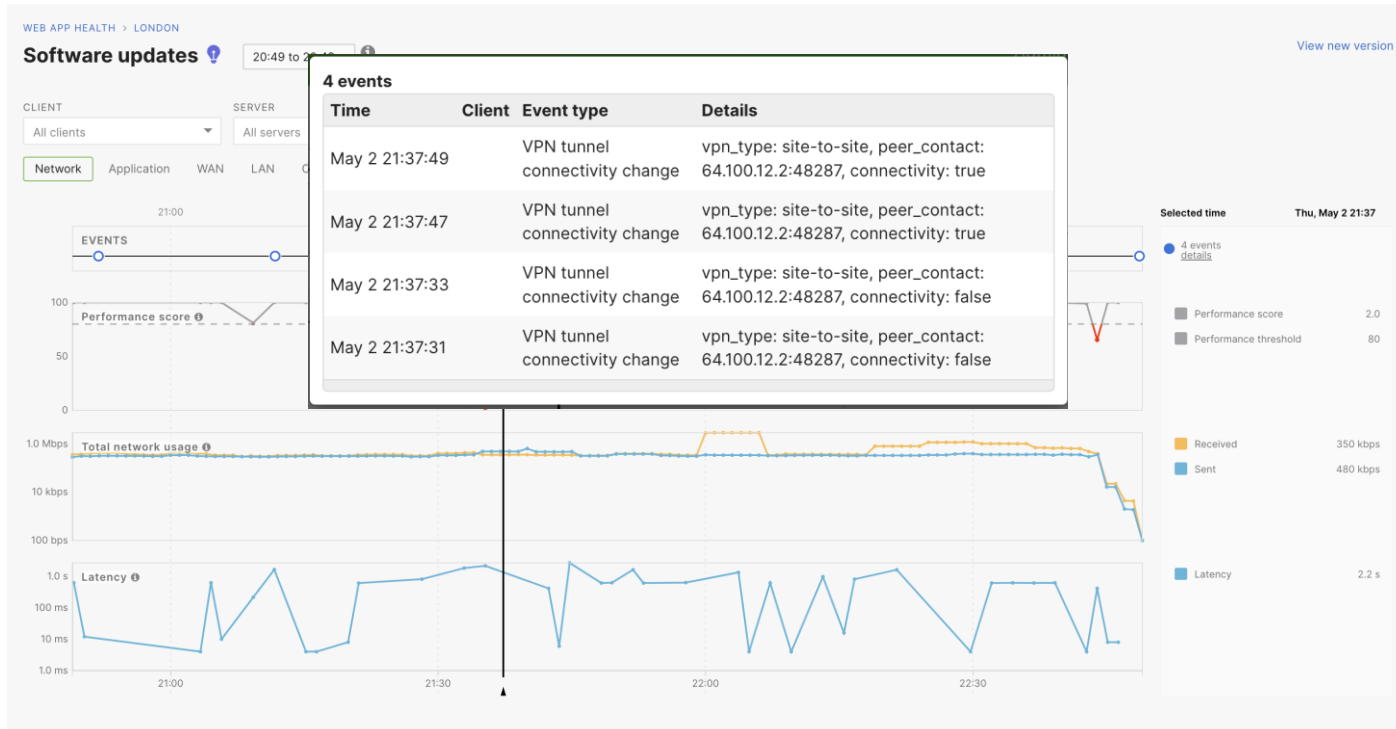 WEB APP HEALTH > LONDON
Software updates
20:49 to
View new version
CLIENT
SERVER
All clients
All servers
Network
Application
WAN
LAN
4 events
Time Client Event type Details
May 2 21:37:49
VPN tunnel
connectivity change
vpn_type: site-to-site, peer_contact:
64.100.12.2:48287, connectivity: true
May 2 21:37:47
VPN tunnel
connectivity change
vpn_type: site-to-site, peer_contact:
64.100.12.2:48287, connectivity: true
May 2 21:37:33
VPN tunnel
connectivity change
vpn_type: site-to-site, peer_contact:
64.100.12.2:48287, connectivity: false
May 2 21:37:31
VPN tunnel
connectivity change
vpn_type: site-to-site, peer_contact:
64.100.12.2:48287, connectivity: false
21:00
EVENTS
100
Performance score
50
0
1.0 Mbps
Total network usage
10 kbps
100 bps
1.0 s
Latency
100 ms
10 ms
1.0 ms
21:00
21:30
22:00
22:30
Selected time Thu, May 2 21:37
4 events
details
Performance score 2.0
Performance threshold 80
Received 350 kbps
Sent 480 kbps
Latency 2.2 s